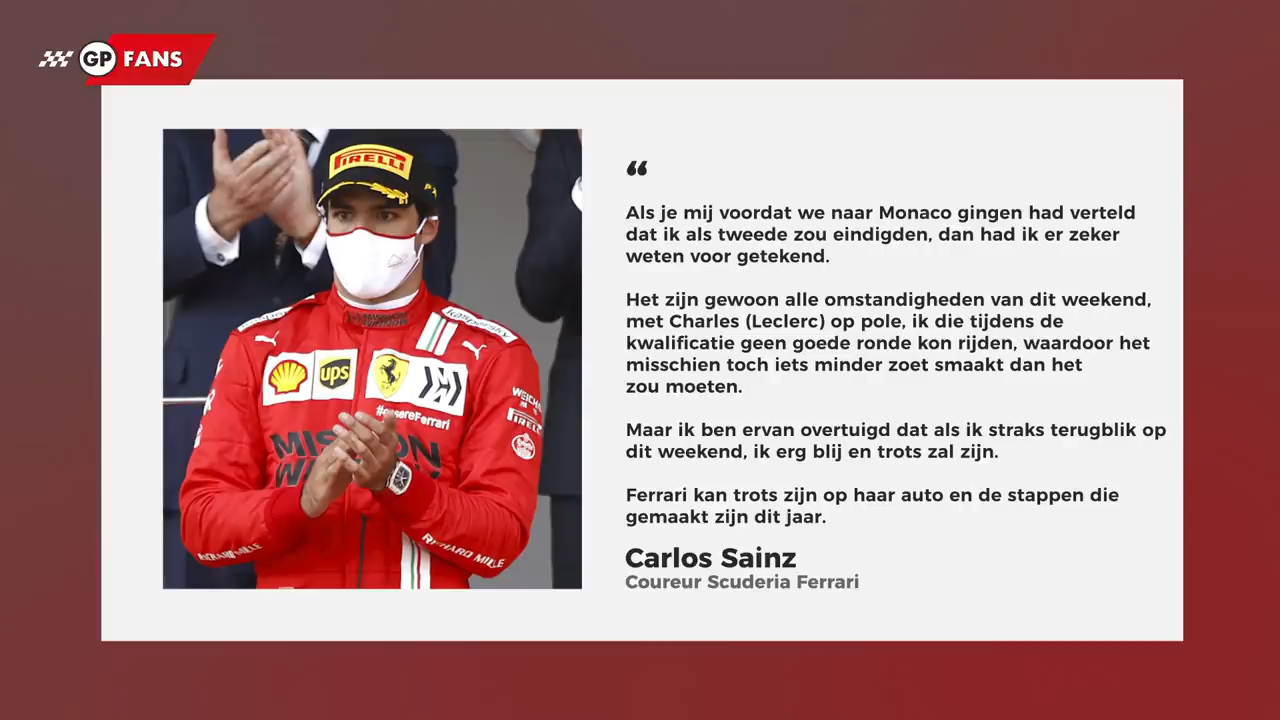 GP FANS
PIRELLI
kaspersky
ups
#essereFerrari
WEICHAI
PIRELLI
MISSION
RICHARD MILLE
RICHARD MILLE
“
Als je mij voordat we naar Monaco gingen had verteld
dat ik als tweede zou eindigden, dan had ik er zeker
weten voor getekend.
Het zijn gewoon alle omstandigheden van dit weekend,
met Charles (Leclerc) op pole, ik die tijdens de
kwalificatie geen goede ronde kon rijden, waardoor het
misschien toch iets minder zoet smaakt dan het
zou moeten.
Maar ik ben ervan overtuigd dat als ik straks terugblik op
dit weekend, ik erg blij en trots zal zijn.
Ferrari kan trots zijn op haar auto en de stappen die
gemaakt zijn dit jaar.
Carlos Sainz
Coureur Scuderia Ferrari